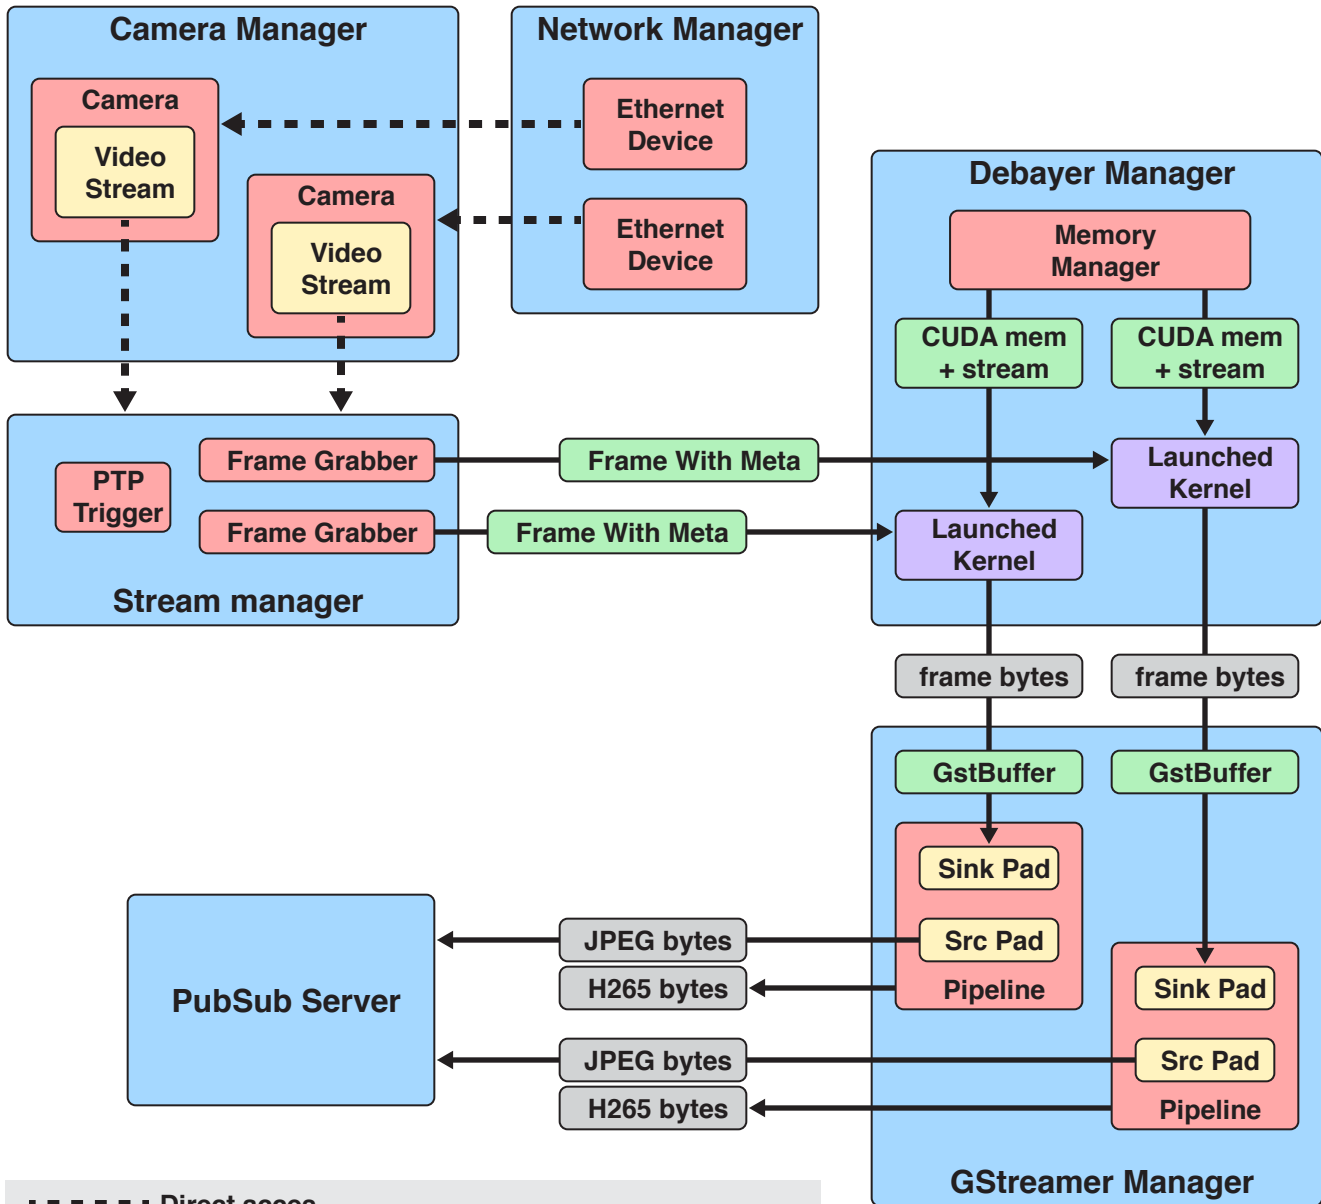 Camera Manager
Camera
Video
Stream
Camera
Video
Stream
Network Manager
Ethernet
Device
Ethernet
Device
Debayer Manager
Memory
Manager
CUDA mem
+ stream
CUDA mem
+ stream
Launched
Kernel
Launched
Kernel
PTP
Trigger
Frame Grabber
Frame Grabber
Stream manager
Frame With Meta
Frame With Meta
frame bytes
frame bytes
GstBuffer
GstBuffer
Sink Pad
Src Pad
Pipeline
Sink Pad
Src Pad
Pipeline
GStreamer Manager
JPEG bytes
H265 bytes
JPEG bytes
H265 bytes
PubSub Server
Direct acces